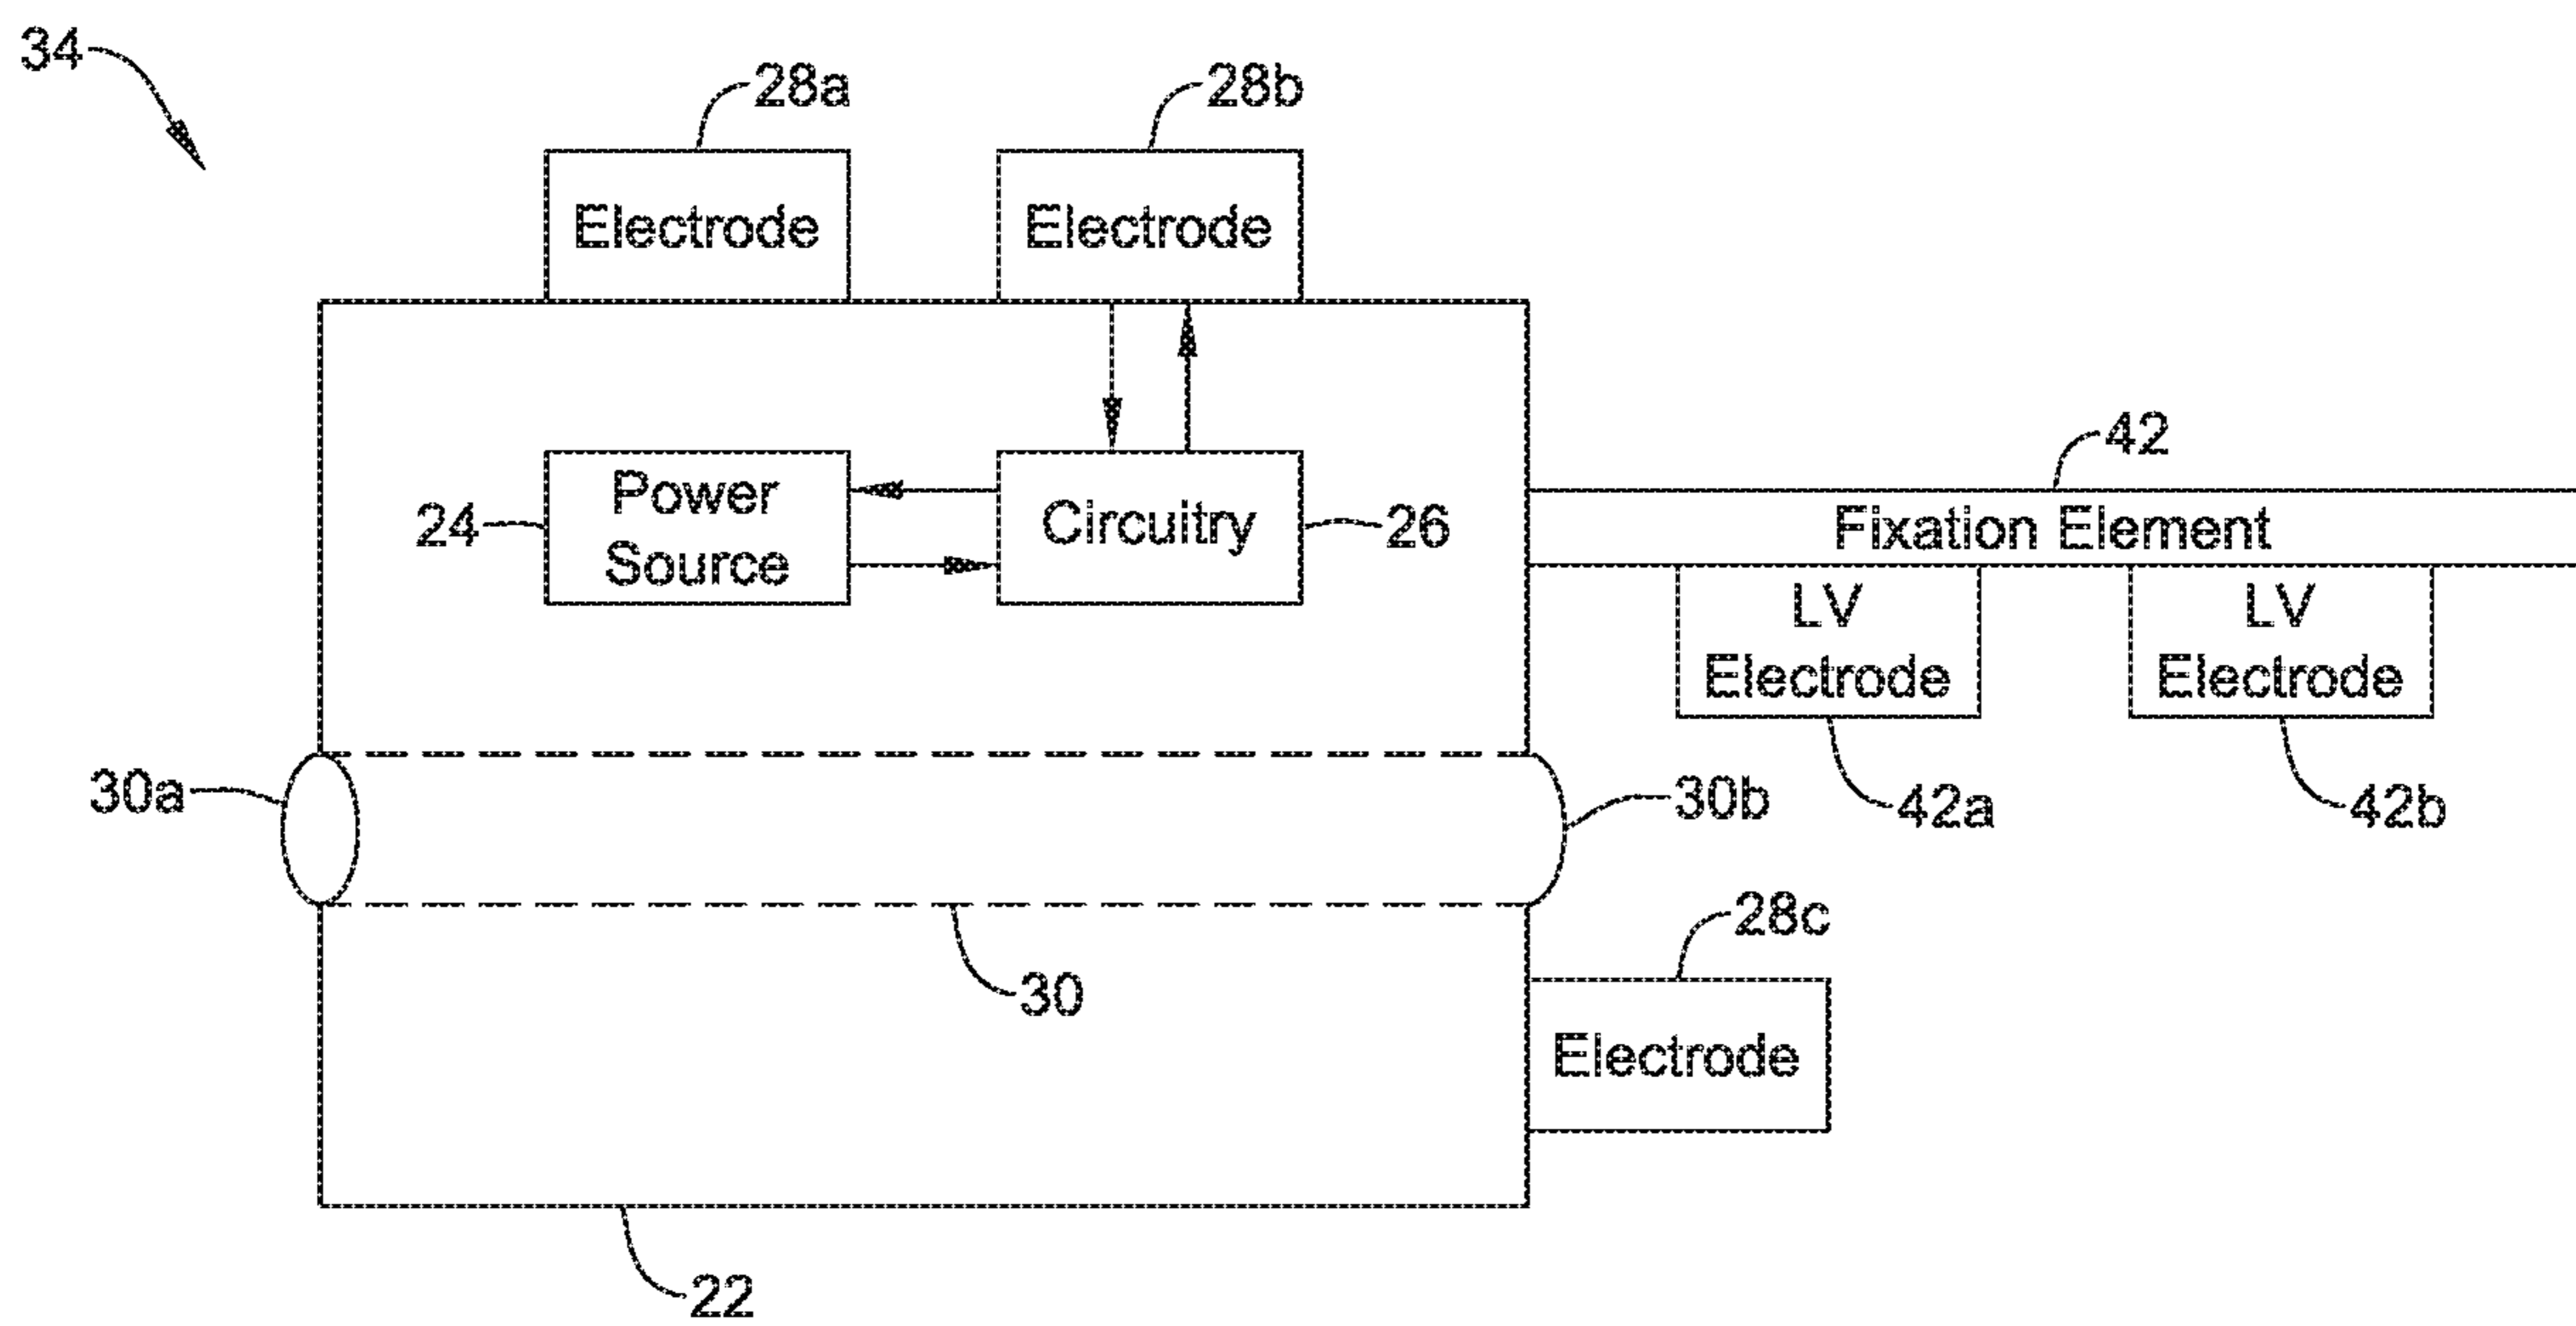 34
28a
28b
Electrode
Electrode
42
24
Power
Source
Circuitry
26
Fixation Element
LV
Electrode
LV
Electrode
30a
30b
42a
42b
28c
30
Electrode
22